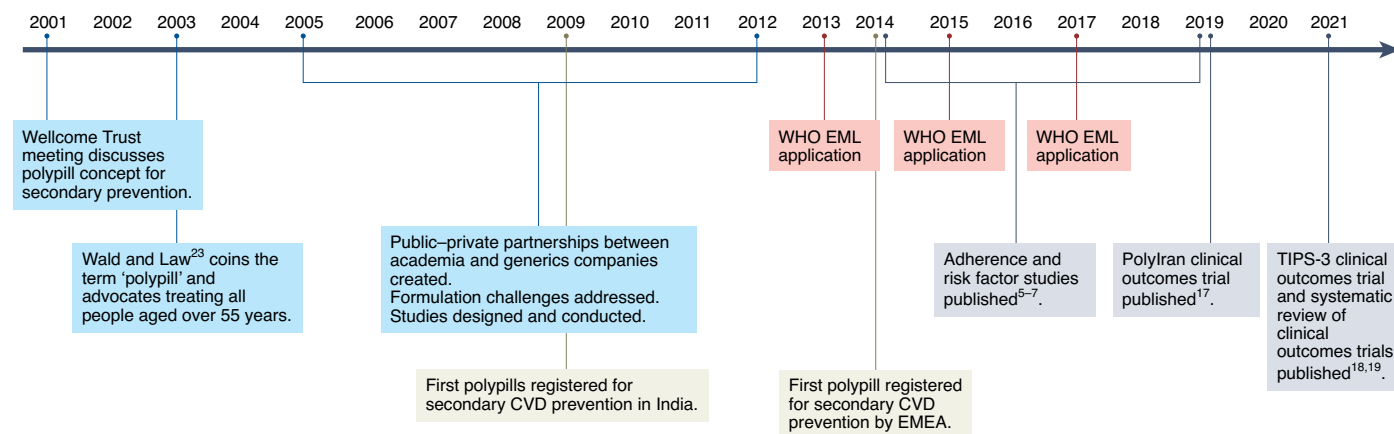 2001 2002 2003 2004 2005 2006 2007 2008 2009 2010 2011 2012 2013 2014 2015 2016 2017 2018 2019 2020 2021
Wellcome Trust
meeting discusses
polypill concept for
secondary prevention.
Wald and Law23 coins the
term ‘polypill’ and
advocates treating all
people aged over 55 years.
Public–private partnerships between
academia and generics companies
created.
Formulation challenges addressed.
Studies designed and conducted.
First polypills registered for
secondary CVD prevention in India.
WHO EML
application
First polypill registered
for secondary CVD
prevention by EMEA.
WHO EML
application
Adherence and
risk factor studies
published5–7.
WHO EML
application
PolyIran clinical
outcomes trial
published17.
TIPS-3 clinical
outcomes trial
and systematic
review of
clinical
outcomes trials
published18,19.